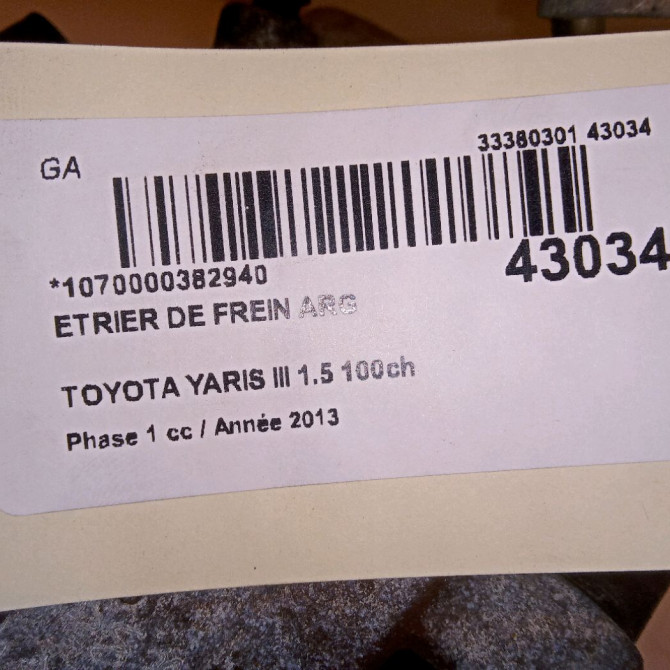 33380301 43034
GA
43034
*1070000382940
ETRIER DE FREIN ARG
TOYOTA YARIS III 1.5 100ch
Phase 1 cc / Année 2013